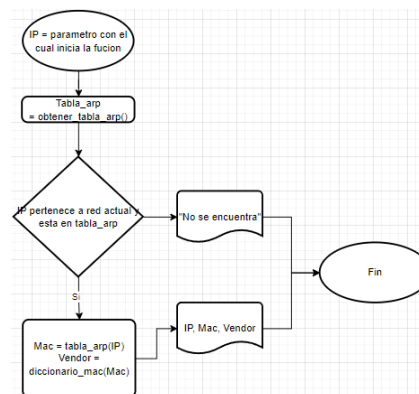 IP = parametro con el
cual inicia la fucion
Tabla_arp
= obtener_tabla_arp()
IP pertenece a red actual y
esta en tabla_arp
"No se encuentra"
Fin
Si
Mac = tabla_arp(IP)
Vendor =
diccionario_mac(Mac)
IP, Mac, Vendor